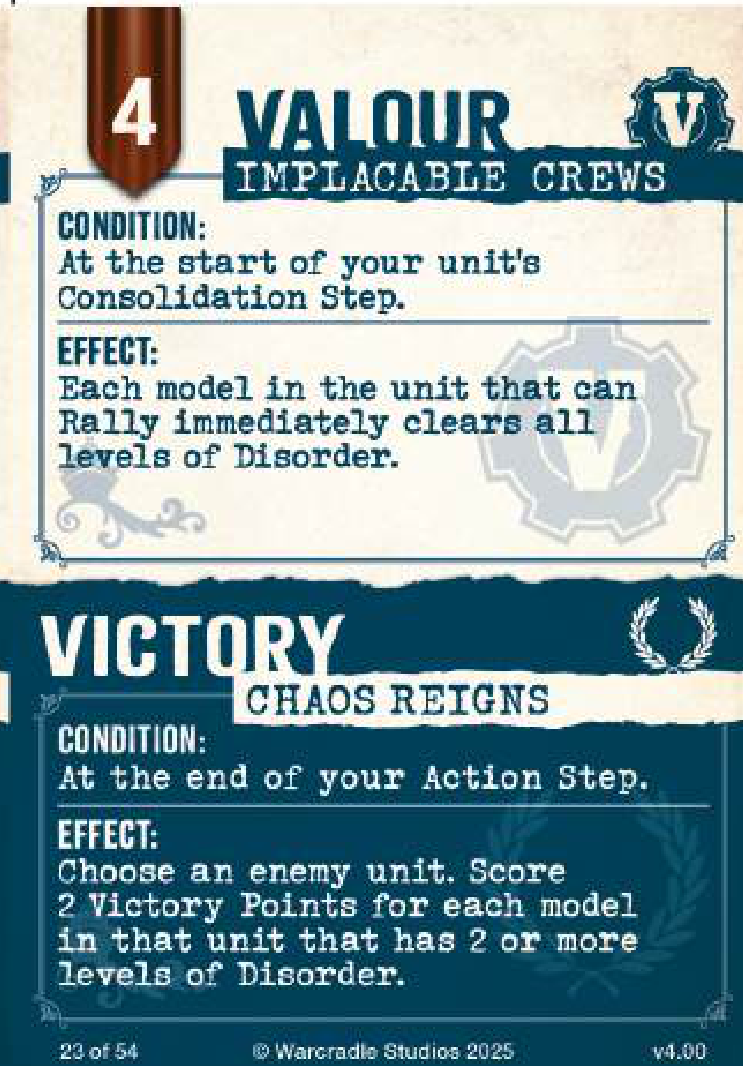 4
VALOUR
V
IMPLACABLE CREWS
CONDITION:
At the start of your unit's
Consolidation Step.
EFFECT:
Each model in the unit that can
Rally immediately clears all
levels of Disorder.
V
VICTORY
CHAOS REIGNS
CONDITION:
At the end of your Action Step.
EFFECT:
Choose an enemy unit. Score
2 Victory Points for each model
in that unit that has 2 or more
levels of Disorder.
23 of 54 © Warcradle Studios 2025 v4.00